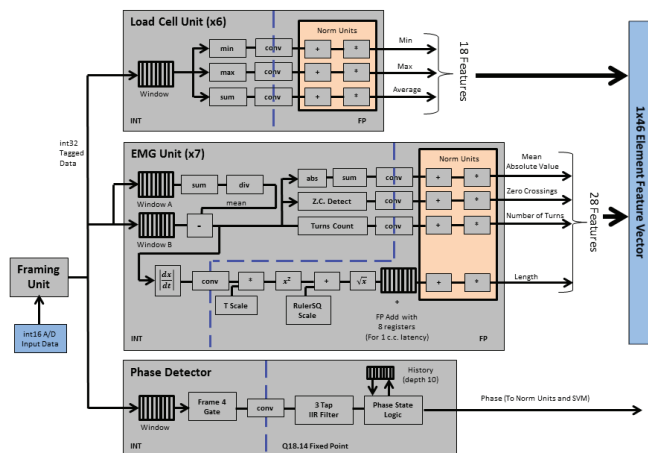 Load Cell Unit (x6)
Norm Units
min
conv
+
*
Min
max
conv
+
*
Max
sum
conv
+
*
Average
Window
INT
FP
18 Features
int32
Tagged
Data
EMG Unit (x7)
Norm Units
Window A
sum
div
mean
Window B
-
abs
sum
conv
+
*
Mean
Absolute Value
Z.C. Detect
conv
+
*
Zero Crossings
Turns Count
conv
+
*
Number of Turns
|dx/dt|
conv
*
x²
+
√x
+
*
Length
T Scale
RulerSQ
Scale
+
FP Add with
8 registers
(For 1 c.c. latency)
INT
FP
28 Features
1x46 Element Feature Vector
Framing
Unit
int16 A/D
Input Data
Phase Detector
History
(depth 10)
Window
Frame 4
Gate
conv
3 Tap
IIR Filter
Phase State
Logic
Phase (To Norm Units and SVM)
INT
Q18.14 Fixed Point